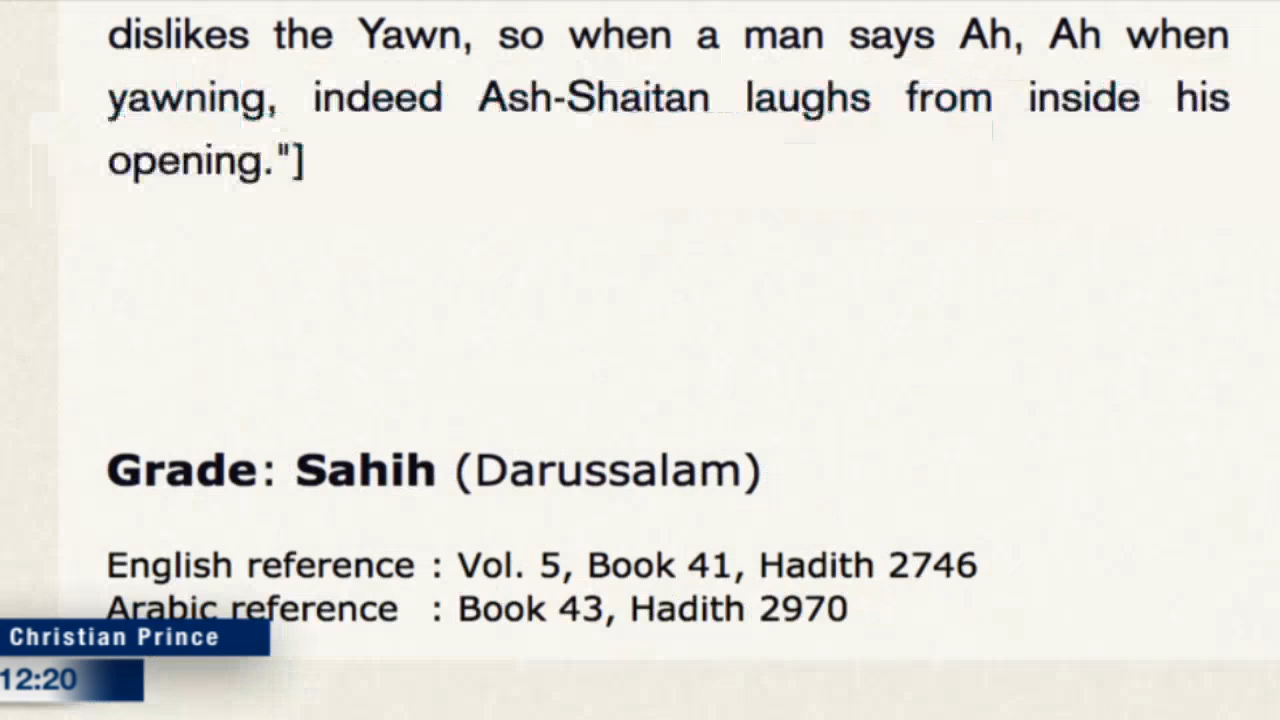 dislikes the Yawn, so when a man says Ah, Ah when
yawning, indeed Ash-Shaitan laughs from inside his
opening."]
Grade: Sahih (Darussalam)
English reference : Vol. 5, Book 41, Hadith 2746
Arabic reference : Book 43, Hadith 2970
Christian Prince
12:20